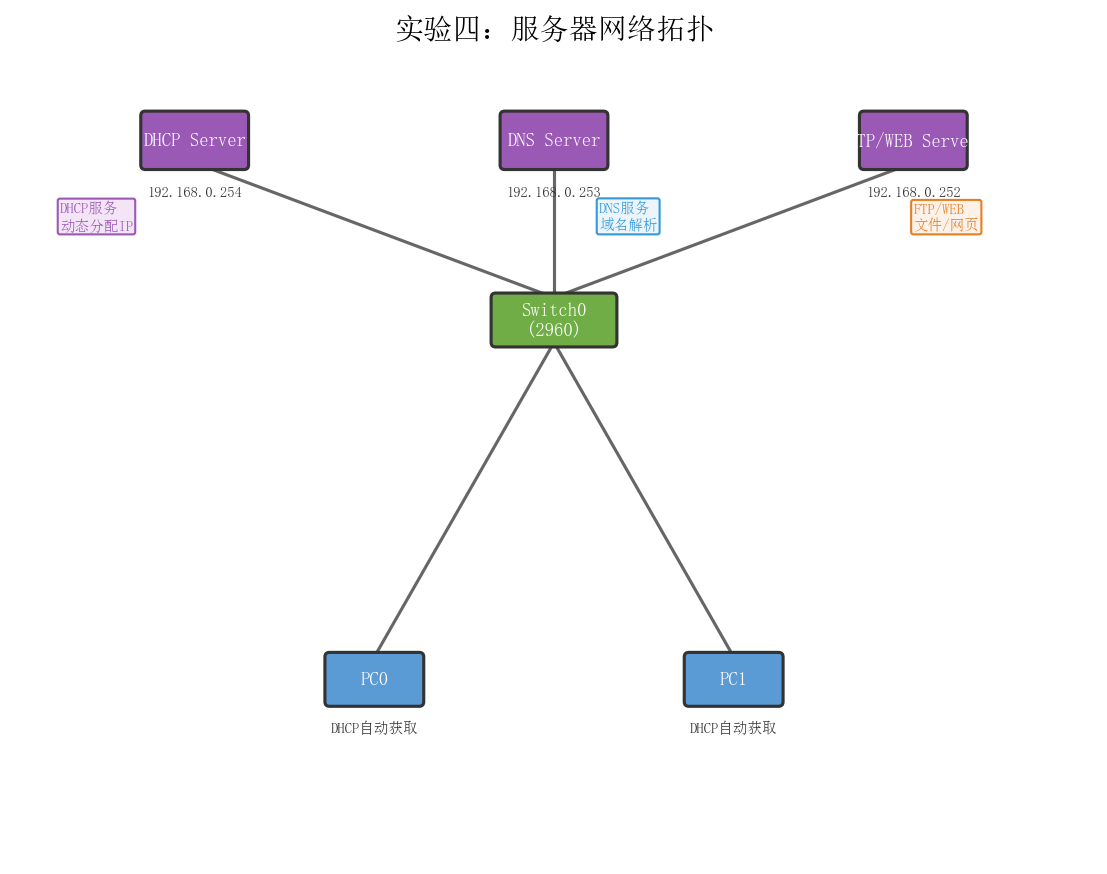 实验四：服务器网络拓扑
DHCP Server
DNS Server
TP/WEB Serve
192.168.0.254
192.168.0.253
192.168.0.252
DHCP服务
动态分配IP
DNS服务
域名解析
FTP/WEB
文件/网页
Switch0
(2960)
PC0
PC1
DHCP自动获取
DHCP自动获取